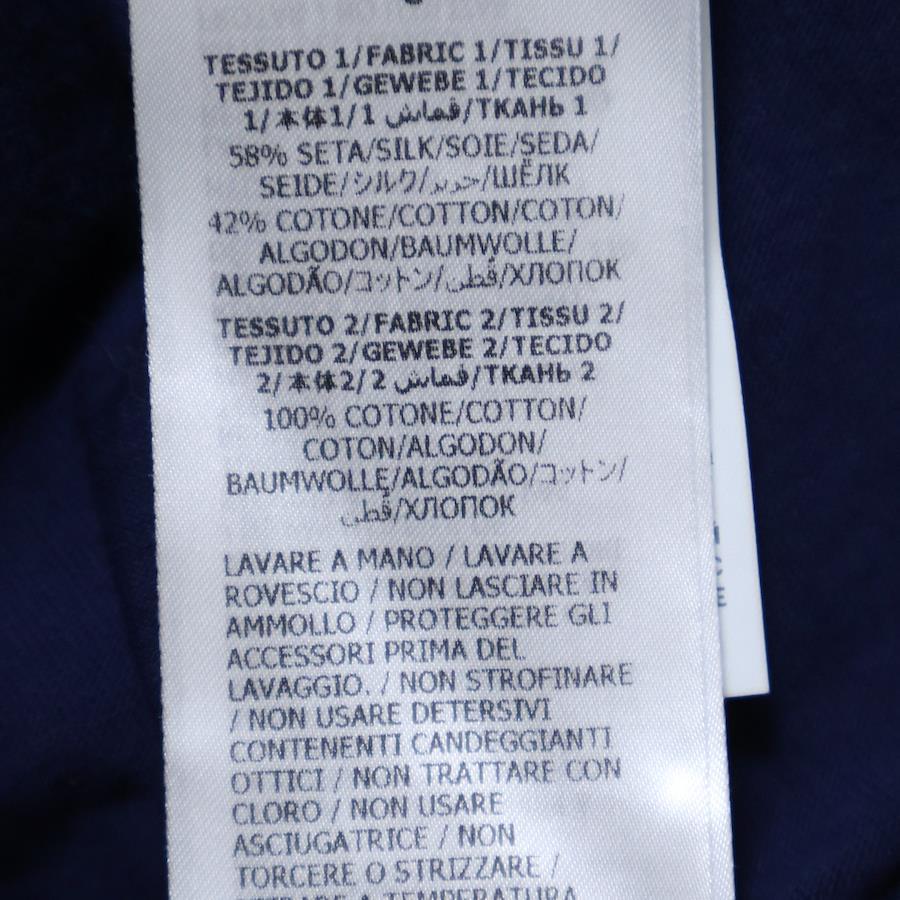 TESSUTO 1/FABRIC 1/TISSU 1/
TEJIDO 1/GEWEBE 1/TECIDO
1/本体1/1 قماش/ТКАНЬ 1
58% SETA/SILK/SOIE/SEDA/
SEIDE/シルク/حرير/ШЁЛК
42% COTONE/COTTON/COTON/
ALGODON/BAUMWOLLE/
ALGODÃO/コットン/قطن/ХЛОПОК
TESSUTO 2/FABRIC 2/TISSU 2/
TEJIDO 2/GEWEBE 2/TECIDO
2/本体2/2 قماش/ТКАНЬ 2
100% COTONE/COTTON/
COTON/ALGODON/
BAUMWOLLE/ALGODÃO/コットン/
قطن/ХЛОПОК
LAVARE A MANO / LAVARE A
ROVESCIO / NON LASCIARE IN
AMMOLLO / PROTEGGERE GLI
ACCESSORI PRIMA DEL
LAVAGGIO. / NON STROFINARE
/ NON USARE DETERSIVI
CONTENENTI CANDEGGIANTI
OTTICI / NON TRATTARE CON
CLORO / NON USARE
ASCIUGATRICE / NON
TORCERE O STRIZZARE /
A TEMPERATURA